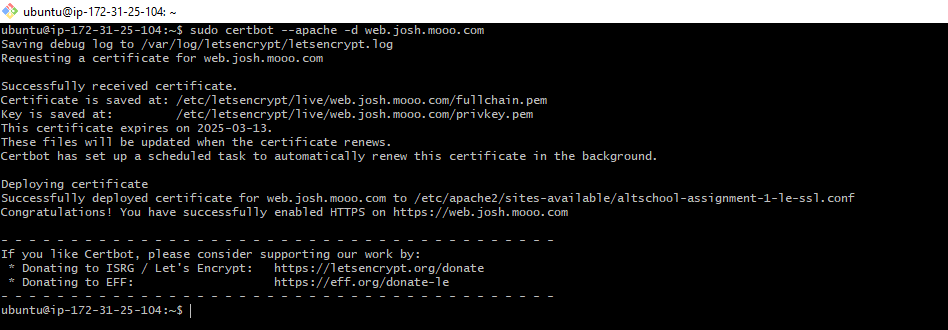 ubuntu@ip-172-31-25-104: ~
ubuntu@ip-172-31-25-104:~$ sudo certbot --apache -d web.josh.mooo.com
Saving debug log to /var/log/letsencrypt/letsencrypt.log
Requesting a certificate for web.josh.mooo.com

Successfully received certificate.
Certificate is saved at: /etc/letsencrypt/live/web.josh.mooo.com/fullchain.pem
Key is saved at:         /etc/letsencrypt/live/web.josh.mooo.com/privkey.pem
This certificate expires on 2025-03-13.
These files will be updated when the certificate renews.
Certbot has set up a scheduled task to automatically renew this certificate in the background.

Deploying certificate
Successfully deployed certificate for web.josh.mooo.com to /etc/apache2/sites-available/altschool-assignment-1-le-ssl.conf
Congratulations! You have successfully enabled HTTPS on https://web.josh.mooo.com

- - - - - - - - - - - - - - - - - - - - - - - - - - - - - - - - - - - - - - - -
If you like Certbot, please consider supporting our work by:
 * Donating to ISRG / Let's Encrypt:   https://letsencrypt.org/donate
 * Donating to EFF:                    https://eff.org/donate-le
- - - - - - - - - - - - - - - - - - - - - - - - - - - - - - - - - - - - - - - -
ubuntu@ip-172-31-25-104:~$